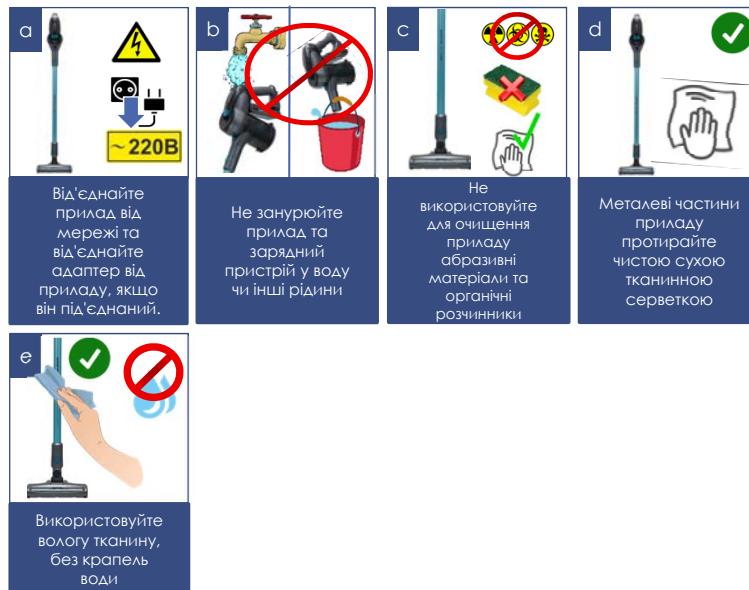 a
~220В
Від'єднайте
прилад від
мережі та
від'єднайте
адаптер від
приладу, якщо
він під'єднаний.
b
Не занурюйте
прилад та
зарядний
пристрій у воду
чи інші рідини
c
Не
використовуйте
для очищення
приладу
абразивні
матеріали та
органічні
розчинники
d
Металеві частини
приладу
протирайте
чистою сухою
тканинною
серветкою
e
Використовуйте
вологу тканину,
без крапель
води